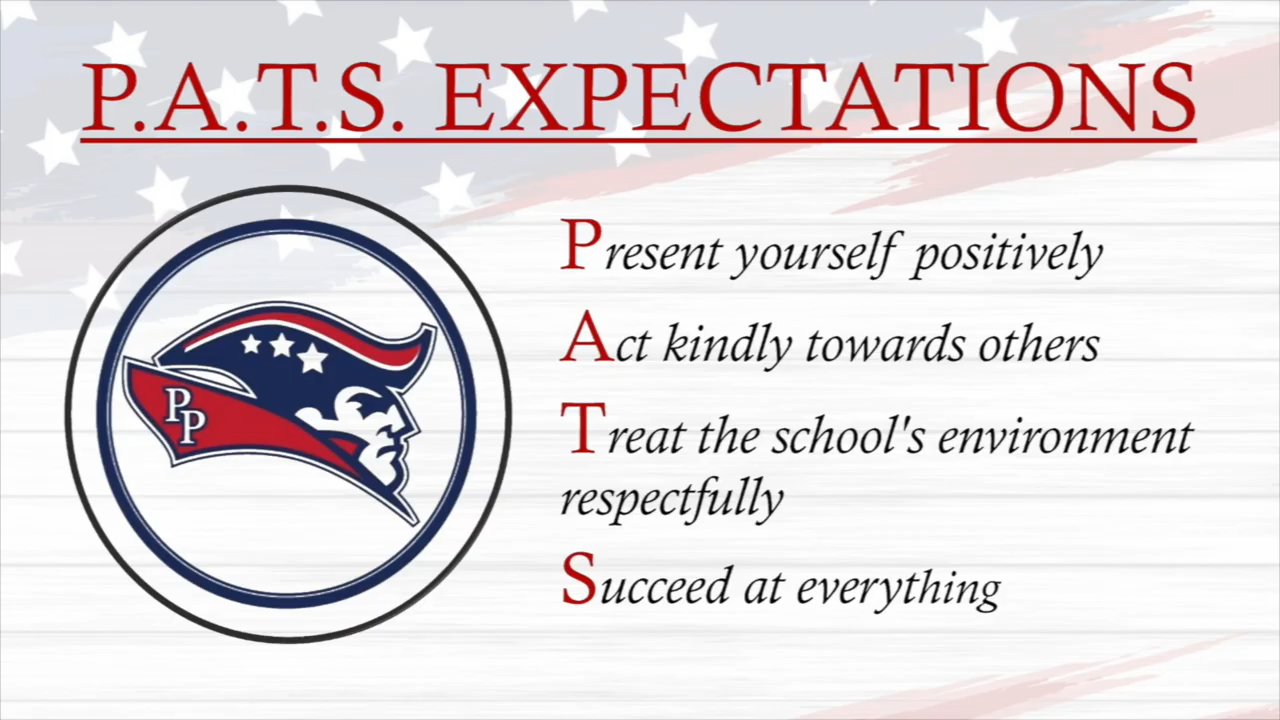 P.A.T.S. EXPECTATIONS
PP
Present yourself positively
Act kindly towards others
Treat the school's environment
respectfully
Succeed at everything